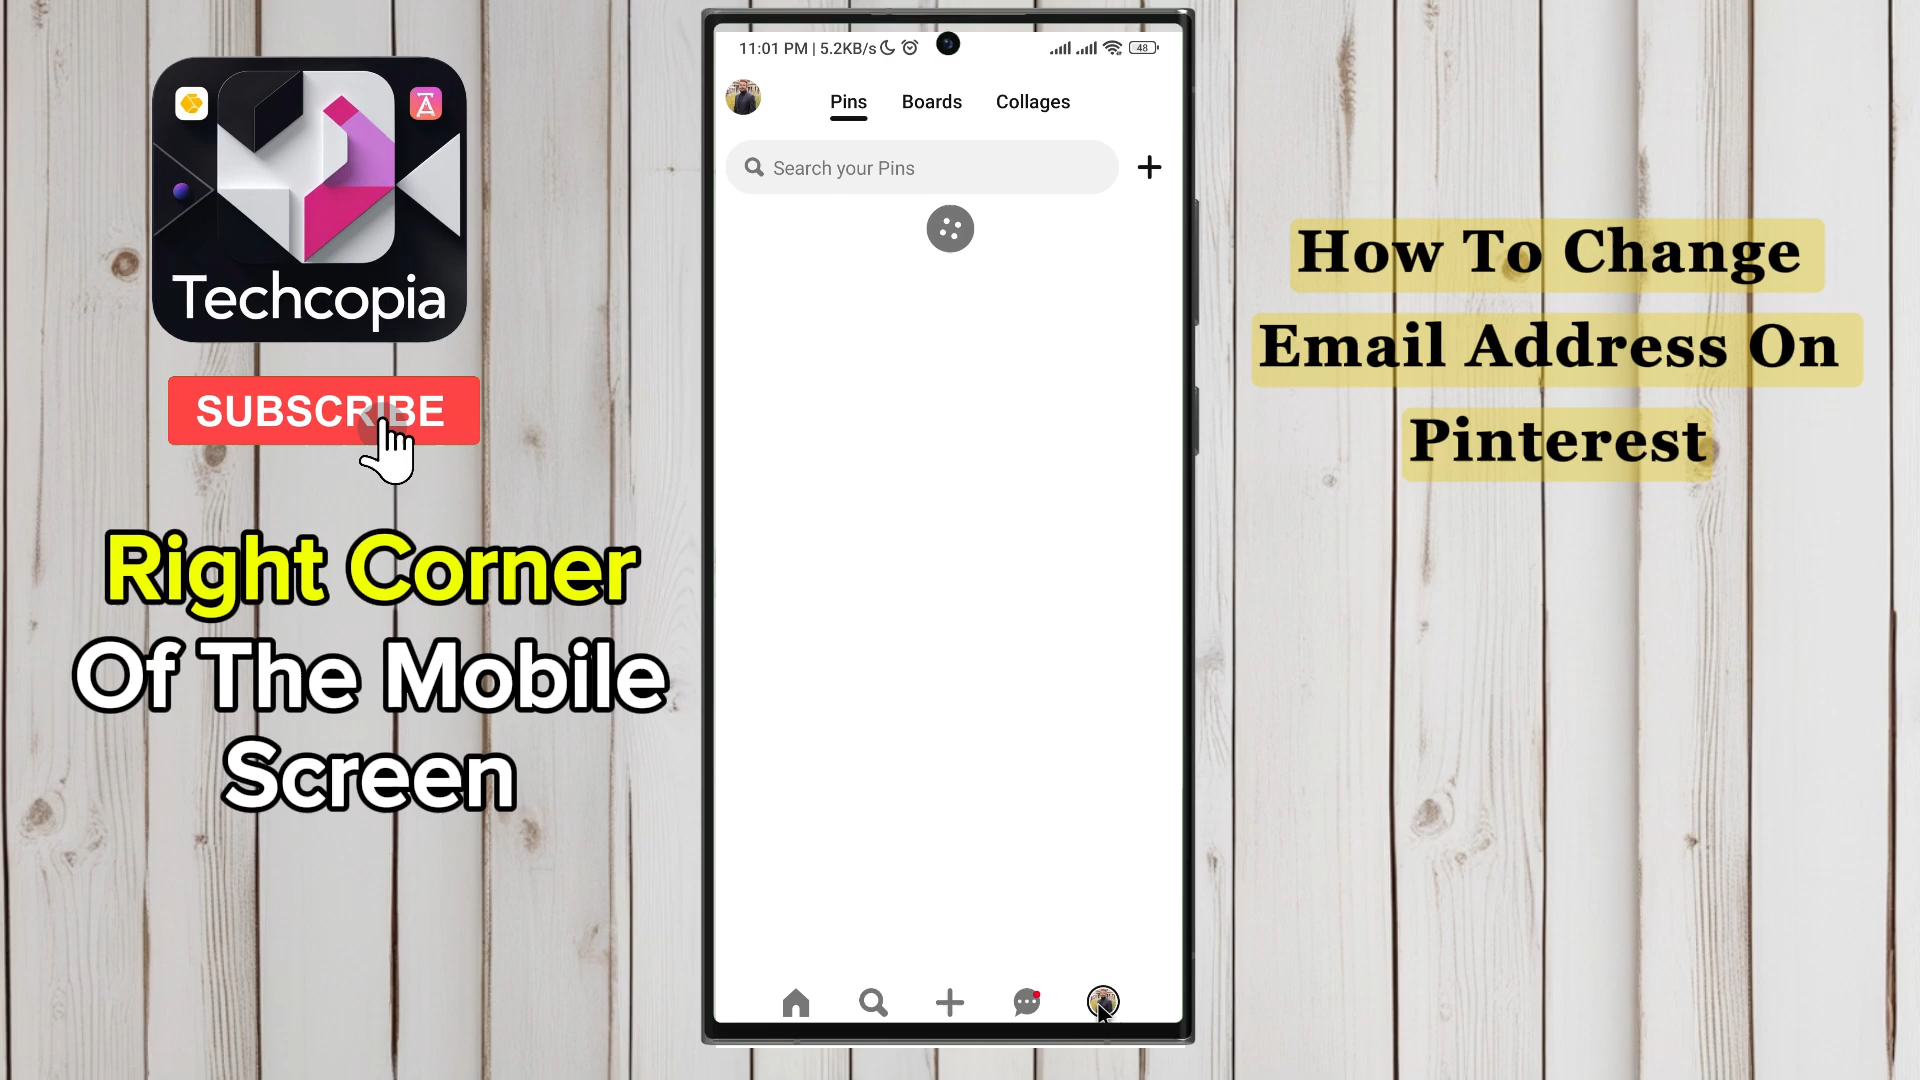 Techcopia
SUBSCRIBE
Right Corner
Of The Mobile
Screen
11:01 PM | 5.2KB/s
48
Pins Boards Collages
Search your Pins
How To Change
Email Address On
Pinterest